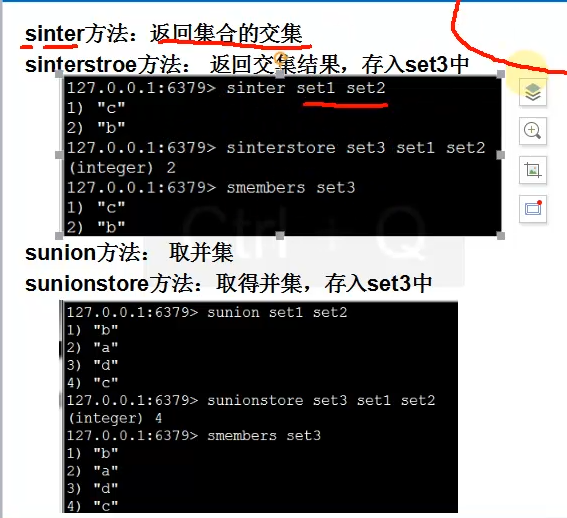 sinter方法：返回集合的交集
sinferstroe方法： 返回交集结果，存入set3中
127.0.0.1:6379> sinter set1 set2
1) "c"
2) "b"
127.0.0.1:6379> sinterstore set3 set1 set2
(integer) 2
127.0.0.1:6379> smembers set3
1) "c"
2) "b"
Ctrl + Q
sunion方法： 取并集
sunionstore方法：取得并集，存入set3中
127.0.0.1:6379> sunion set1 set2
1) "b"
2) "a"
3) "d"
4) "c"
127.0.0.1:6379> sunionstore set3 set1 set2
(integer) 4
127.0.0.1:6379> smembers set3
1) "b"
2) "a"
3) "d"
4) "c"